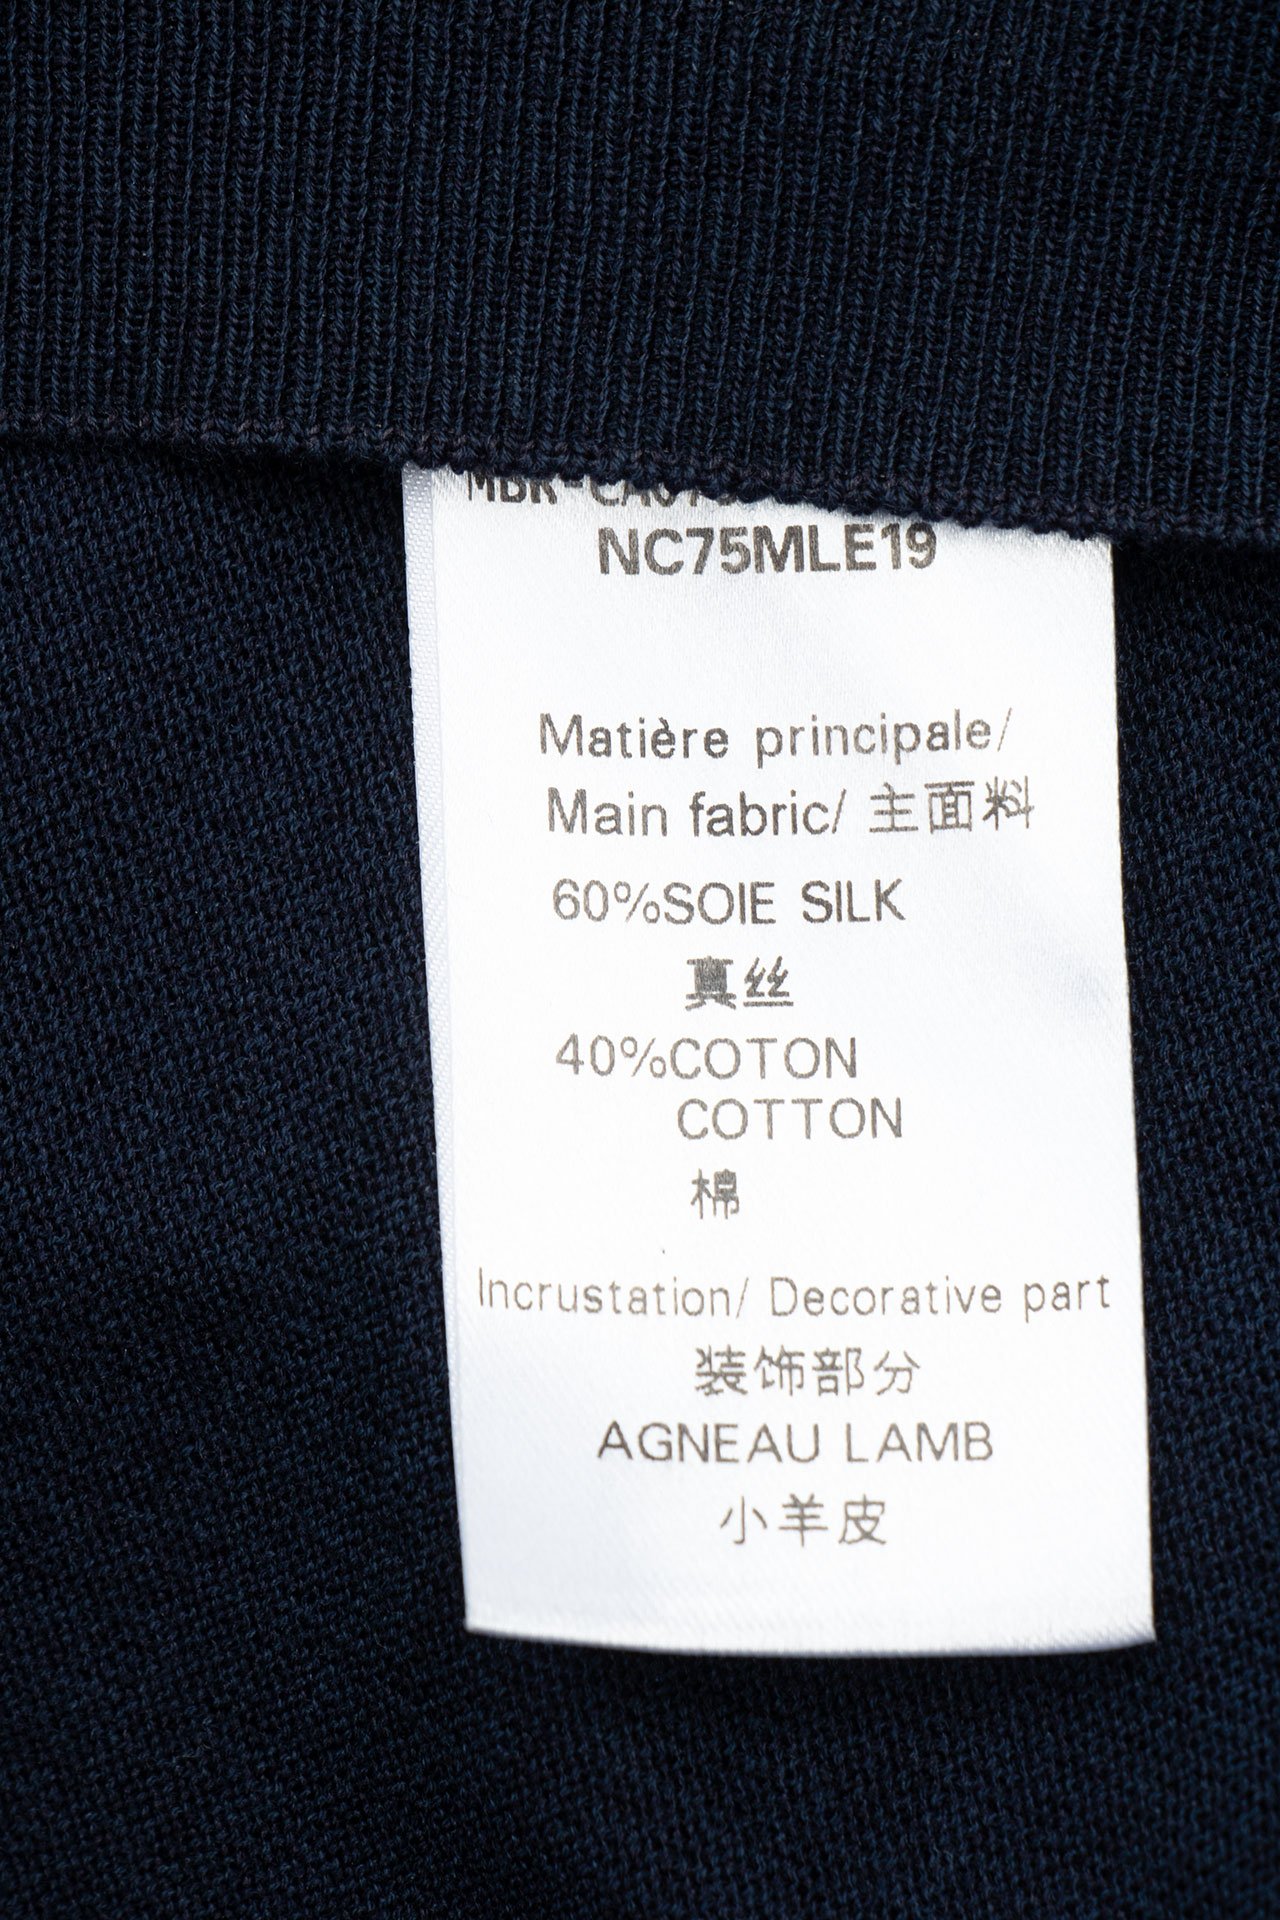 NC75MLE19
Matière principale/
Main fabric/ 主面料
60%SOIE SILK
真丝
40%COTON
COTTON
棉
Incrustation/ Decorative part
装饰部分
AGNEAU LAMB
小羊皮